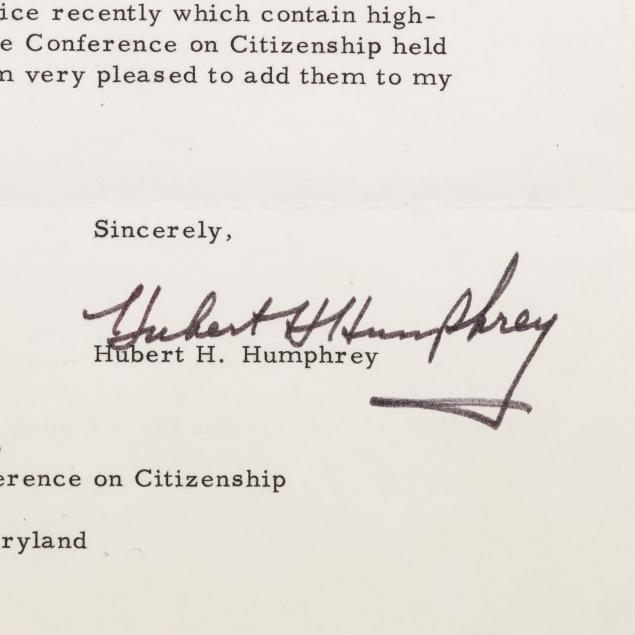 ice recently which contain high-
e Conference on Citizenship held
n very pleased to add them to my
Sincerely,
Hubert H Humphrey
Hubert H. Humphrey
erence on Citizenship
ryland